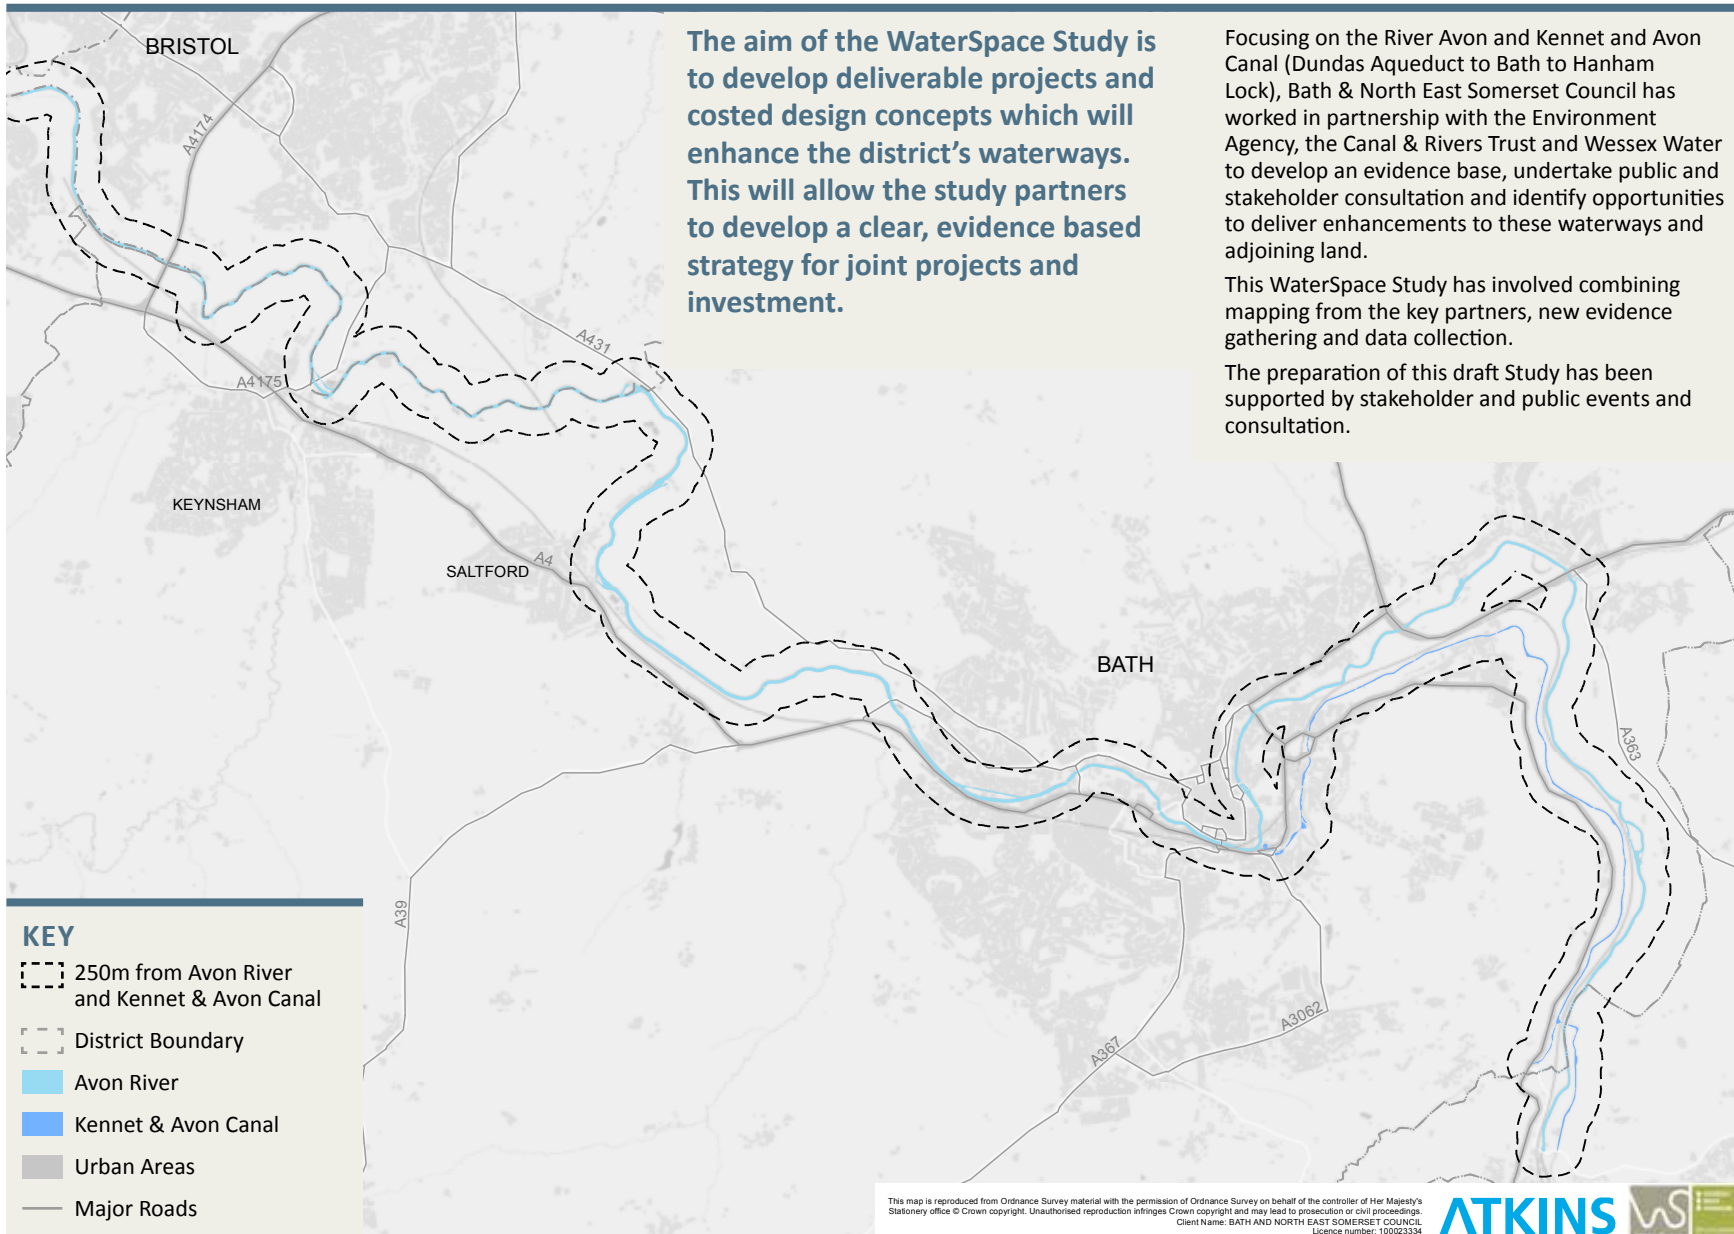 BRISTOL
A4174
The aim of the WaterSpace Study is
to develop deliverable projects and
costed design concepts which will
enhance the district's waterways.
This will allow the study partners
to develop a clear, evidence based
strategy for joint projects and
investment.
Focusing on the River Avon and Kennet and Avon
Canal (Dundas Aqueduct to Bath to Hanham
Lock), Bath & North East Somerset Council has
worked in partnership with the Environment
Agency, the Canal & Rivers Trust and Wessex Water
to develop an evidence base, undertake public and
stakeholder consultation and identify opportunities
to deliver enhancements to these waterways and
adjoining land.
This WaterSpace Study has involved combining
mapping from the key partners, new evidence
gathering and data collection.
The preparation of this draft Study has been
supported by stakeholder and public events and
consultation.
A431
A4175
KEYNSHAM
A4
SALTFORD
BATH
A363
A39
A3062
A367
KEY
250m from Avon River
and Kennet & Avon Canal
District Boundary
Avon River
Kennet & Avon Canal
Urban Areas
Major Roads
This map is reproduced from Ordnance Survey material with the permission of Ordnance Survey on behalf of the controller of Her Majesty's
Stationery office © Crown copyright. Unauthorised reproduction infringes Crown copyright and may lead to prosecution or civil proceedings.
Client Name: BATH AND NORTH EAST SOMERSET COUNCIL
Licence number: 100023334
ATKINS
WS